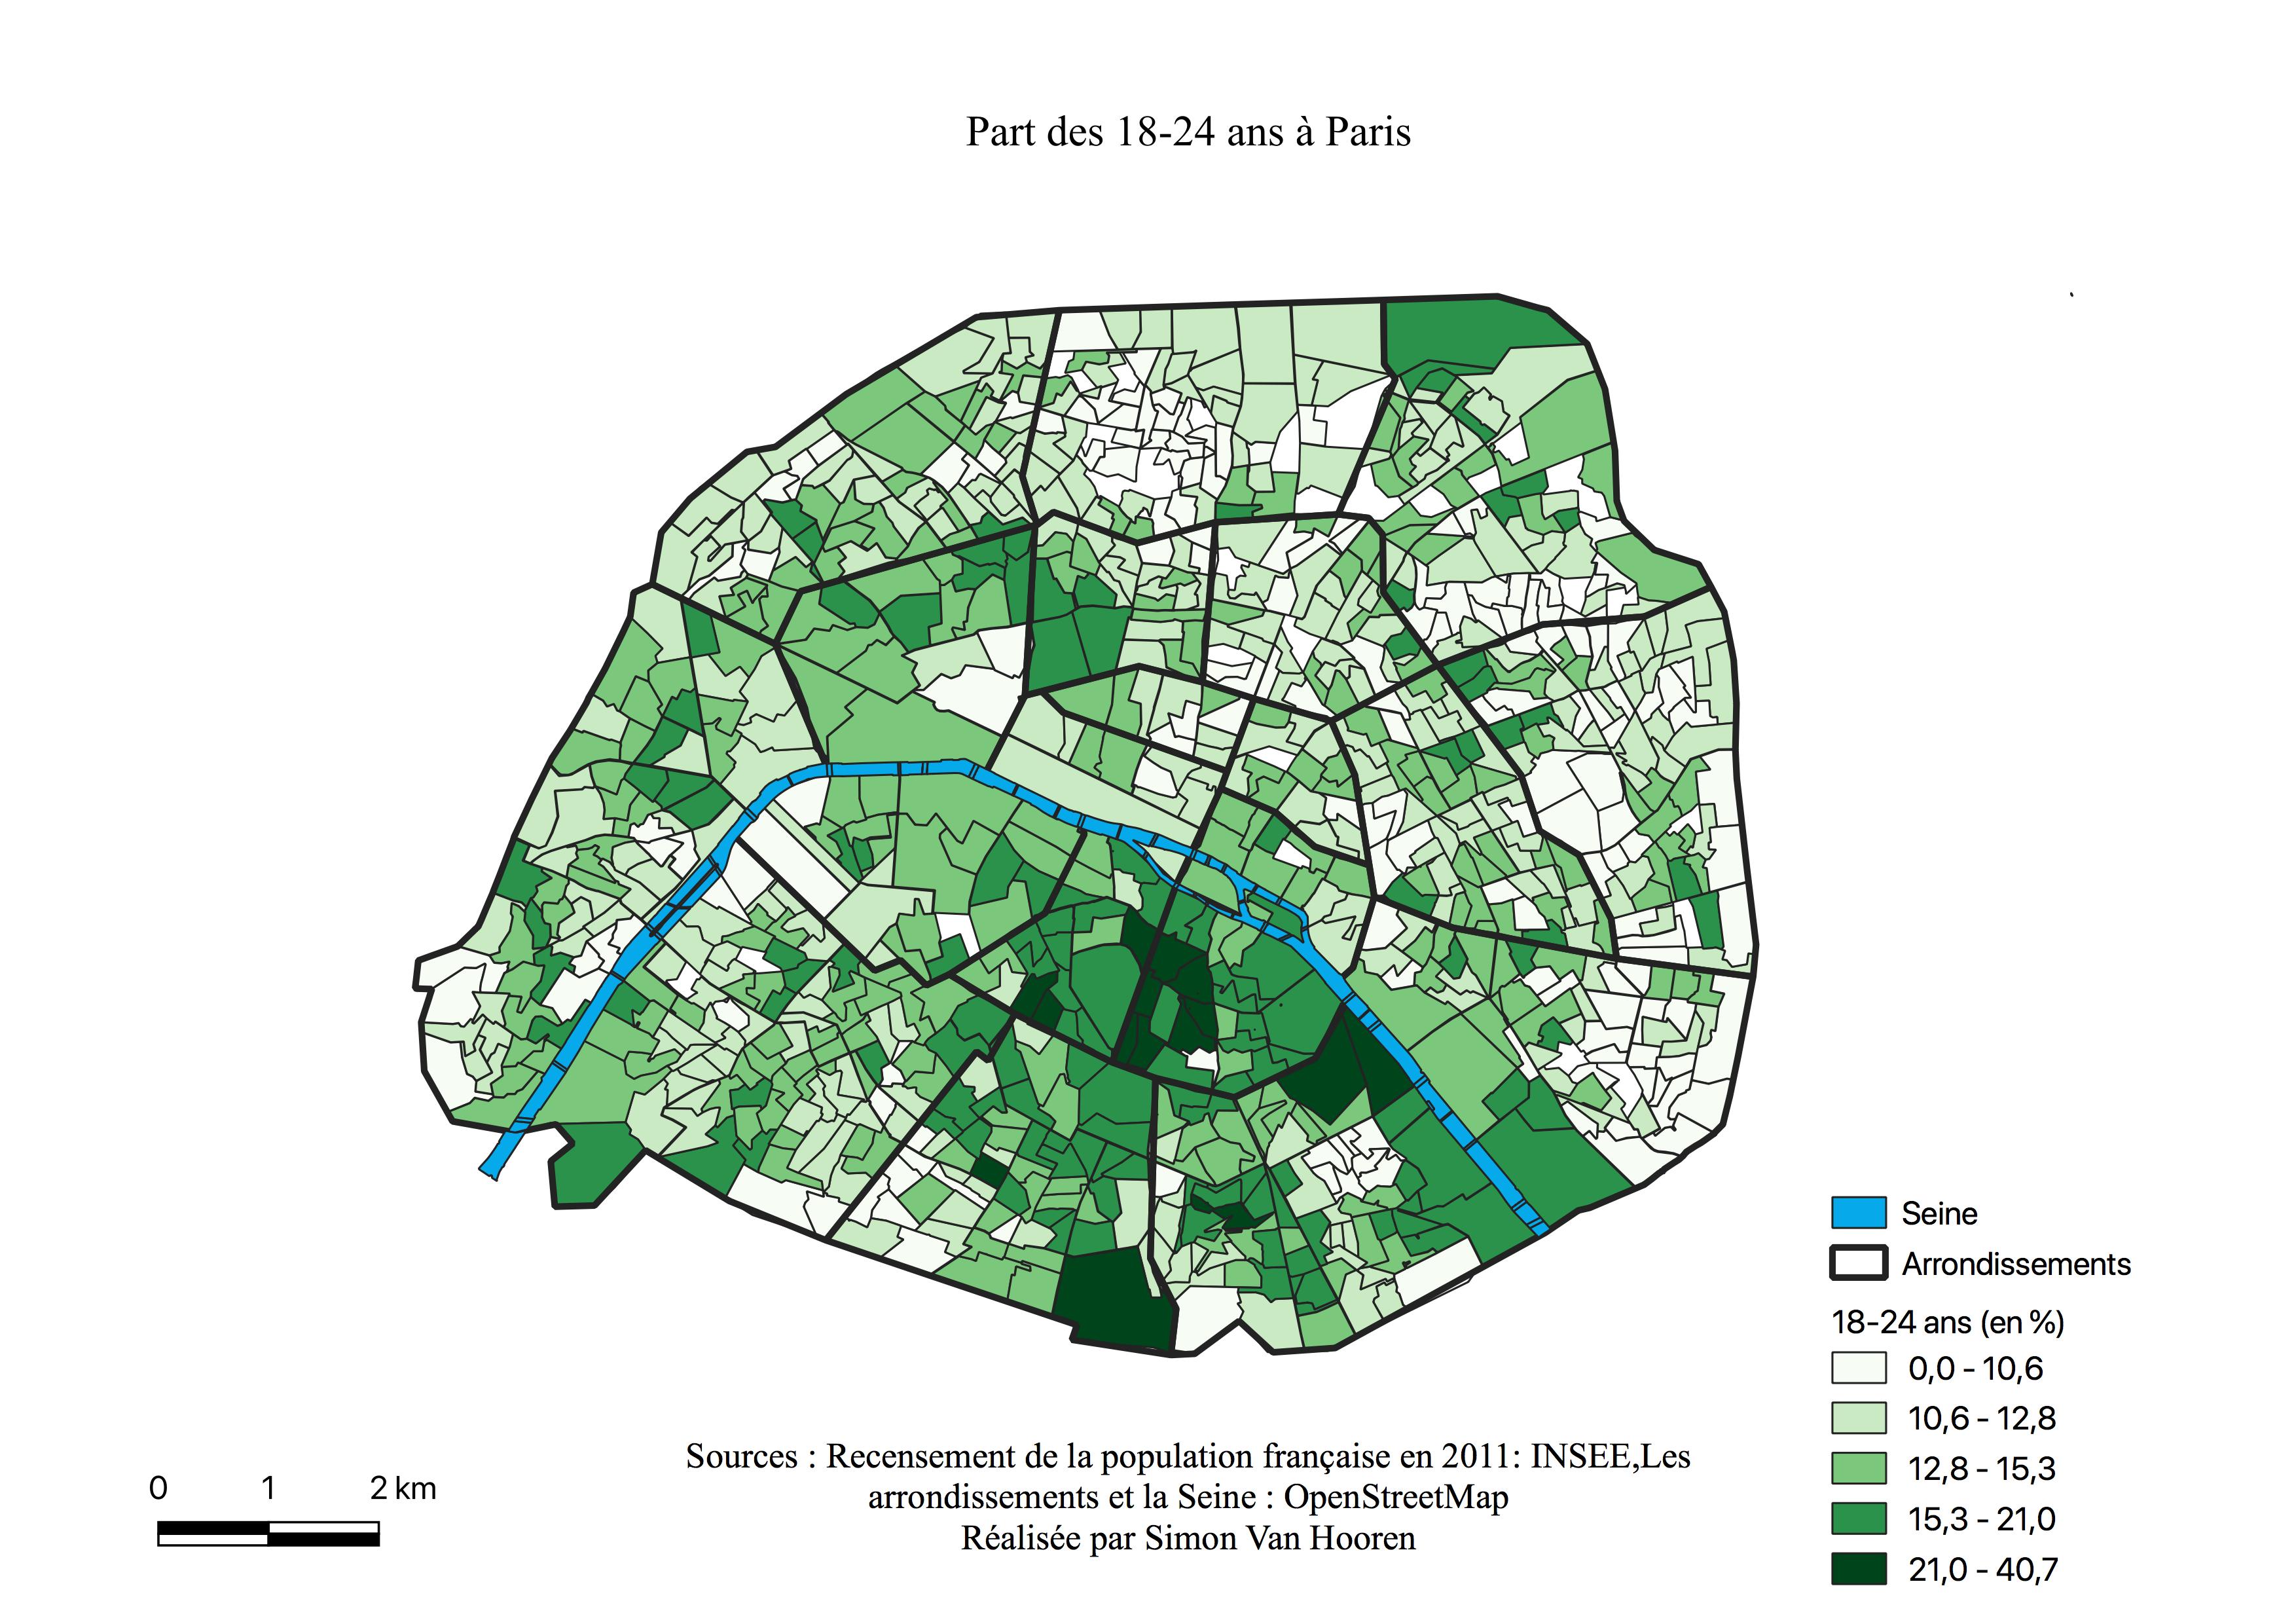 Part des 18-24 ans à Paris
Seine
Arrondissements
18-24 ans (en %)
0,0 - 10,6
10,6 - 12,8
12,8 - 15,3
15,3 - 21,0
21,0 - 40,7
Sources : Recensement de la population française en 2011: INSEE,Les
arrondissements et la Seine : OpenStreetMap
Réalisée par Simon Van Hooren
0 1 2 km